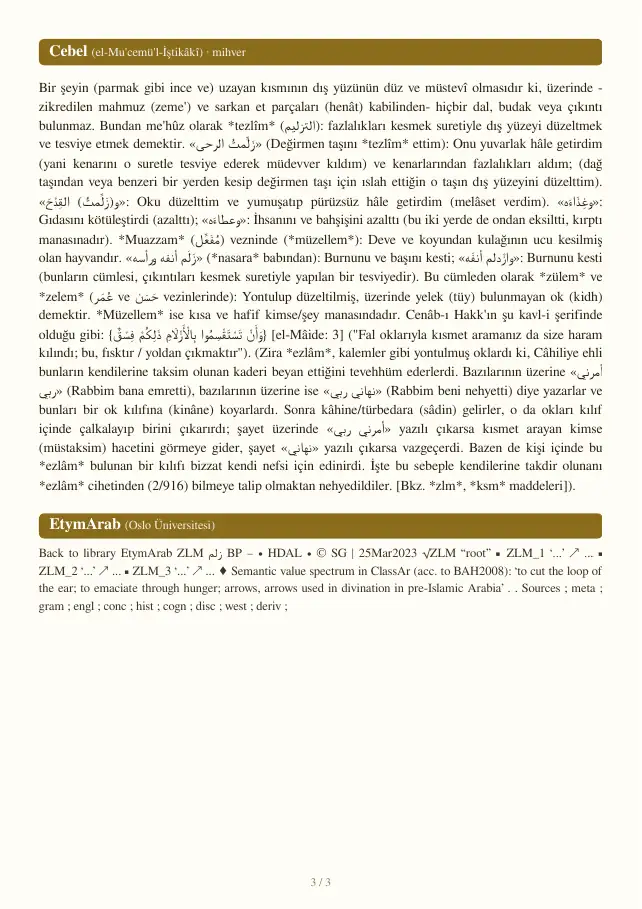 Cebel (el-Mu'cemü'l-İştikâkî) · mihver
Bir şeyin (parmak gibi ince ve) uzayan kısmının dış yüzünün düz ve müstevî olmasıdır ki, üzerinde -
zikredilen mahmuz (zeme') ve sarkan et parçaları (henât) kabilinden- hiçbir dal, budak veya çıkıntı
bulunmaz. Bundan me'hûz olarak *tezlîm* (التزليم): fazlalıkları kesmek suretiyle dış yüzeyi düzeltmek
ve tesviye etmek demektir. «زلّمتُ الرحى» (Değirmen taşını *tezlîm* ettim): Onu yuvarlak hâle getirdim
(yani kenarını o suretle tesviye ederek müdevver kıldım) ve kenarlarından fazlalıkları aldım; (dağ
taşından veya benzeri bir yerden kesip değirmen taşı için ıslah ettiğin o taşın dış yüzeyini düzelttim).
«و(زلّمتُ) القِدْحَ»: Oku düzelttim ve yumuşatıp pürüzsüz hâle getirdim (melâset verdim). «وغِذَاءَه»:
Gıdasını kötüleştirdi (azalttı); «وعطاءَه»: İhsanını ve bahşişini azalttı (bu iki yerde de ondan eksilttı, kırptı
manasınadır). *Muazzam* (مُفَعَّل) vezninde (*müzellem*): Deve ve koyundan kulağının ucu kesilmiş
olan hayvandır. «زَلَم أنفه ورأسه» (*nasara* babından): Burnunu ve başını kesti; «وازْدلم أنفَه»: Burnunu kesti
(bunların cümlesi, çıkıntıları kesmek suretiyle yapılan bir tesviyedir). Bu cümleden olarak *zülem* ve
*zelem* (عُمَر ve حَسَن vezinlerinde): Yontulup düzeltilmiş, üzerinde yelek (tüy) bulunmayan ok (kidh)
demektir. *Müzellem* ise kısa ve hafif kimse/şey manasınadır. Cenâb-ı Hakk'ın şu kavl-i şerifinde
olduğu gibi: {وَأَنْ تَسْتَقْسِمُوا بِالْأَزْلَامِ ذَلِكُمْ فِسْقٌ} [el-Mâide: 3] ("Fal oklarıyla kısmet aramanız da size haram
kılındı; bu, fısktır / yoldan çıkmaktır"). (Zira *ezlâm*, kalemler gibi yontulmuş oklardı ki, Câhiliye ehli
bunların kendilerine taksim olunan kaderi beyan ettiğini tevehhüm ederlerdi. Bazılarının üzerine «أمرني
ربي» (Rabbim bana emretti), bazılarının üzerine ise «نهاني ربي» (Rabbim beni nehyetti) diye yazarlar ve
bunları bir ok kılıfına (kinâne) koyarlardı. Sonra kâhine/türbedara (sâdin) gelirler, o da okları kılıf
içinde çalkalayıp birini çıkarırdı; şayet üzerinde «أمرني ربي» yazılı çıkarsa kısmet arayan kimse
(müstaksim) hacetini görmeye gider, şayet «نهاني» yazılı çıkarsa vazgeçerdi. Bazen de kişi içinde bu
*ezlâm* bulunan bir kılıfı bizzat kendi nefsi için edinirdi. İşte bu sebeple kendilerine takdir olunanı
*ezlâm* cihetinden (2/916) bilmeye talip olmaktan nehyedildiler. [Bkz. *zlm*, *ksm* maddeleri]).
EtymArab (Oslo Üniversitesi)
Back to library EtymArab ZLM زلم BP – • HDAL • © SG | 25Mar2023 √ZLM “root” ▪ ZLM_1 ‘...’ ↗ ... ▪
ZLM_2 ‘...’ ↗ ... ▪ ZLM_3 ‘...’ ↗ ... ♦ Semantic value spectrum in ClassAr (acc. to BAH2008): ‘to cut the loop of
the ear; to emaciate through hunger; arrows, arrows used in divination in pre-Islamic Arabia’ . . Sources ; meta ;
gram ; engl ; conc ; hist ; cogn ; disc ; west ; deriv ;
3 / 3